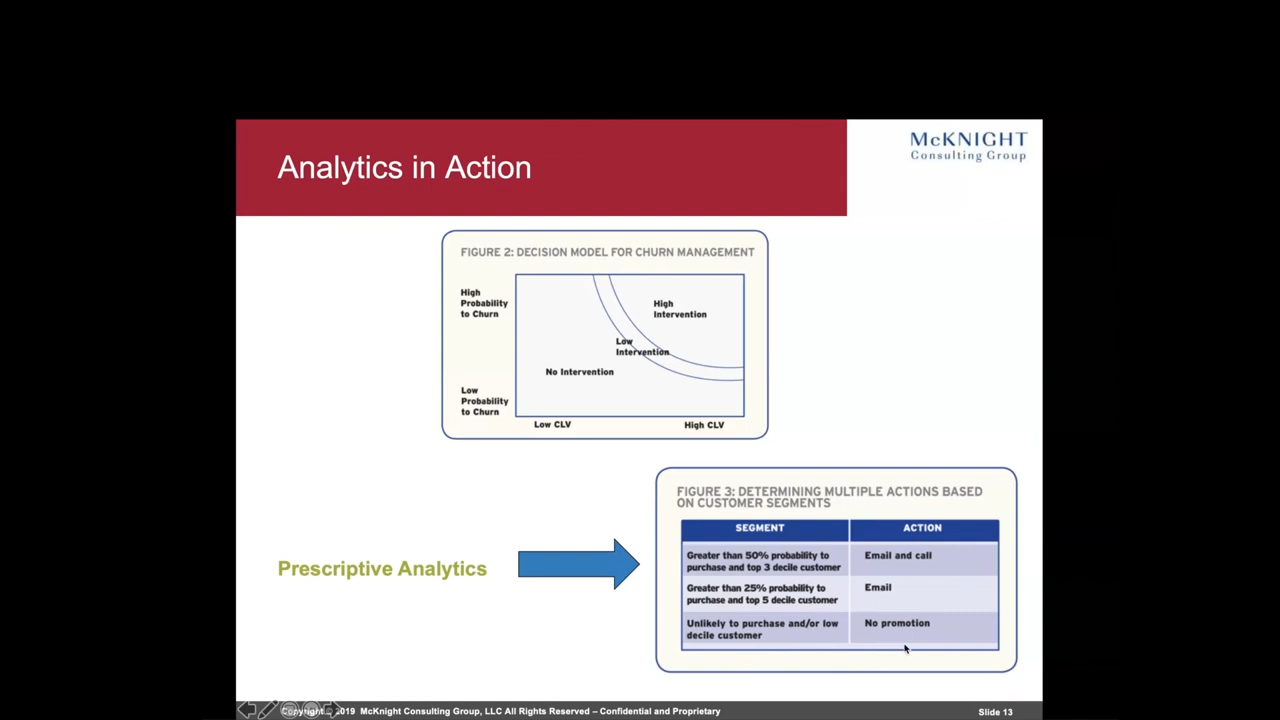 Analytics in Action
McKNIGHT
Consulting Group
FIGURE 2: DECISION MODEL FOR CHURN MANAGEMENT
High
Probability
to Churn
High
Intervention
Low
Intervention
No Intervention
Low
Probability
to Churn
Low CLV
High CLV
Prescriptive Analytics
FIGURE 3: DETERMINING MULTIPLE ACTIONS BASED
ON CUSTOMER SEGMENTS
SEGMENT
ACTION
Greater than 50% probability to
purchase and top 3 decile customer
Email and call
Greater than 25% probability to
purchase and top 5 decile customer
Email
Unlikely to purchase and/or low
decile customer
No promotion
Copyright 2019 McKnight Consulting Group, LLC All Rights Reserved – Confidential and Proprietary
Slide 13